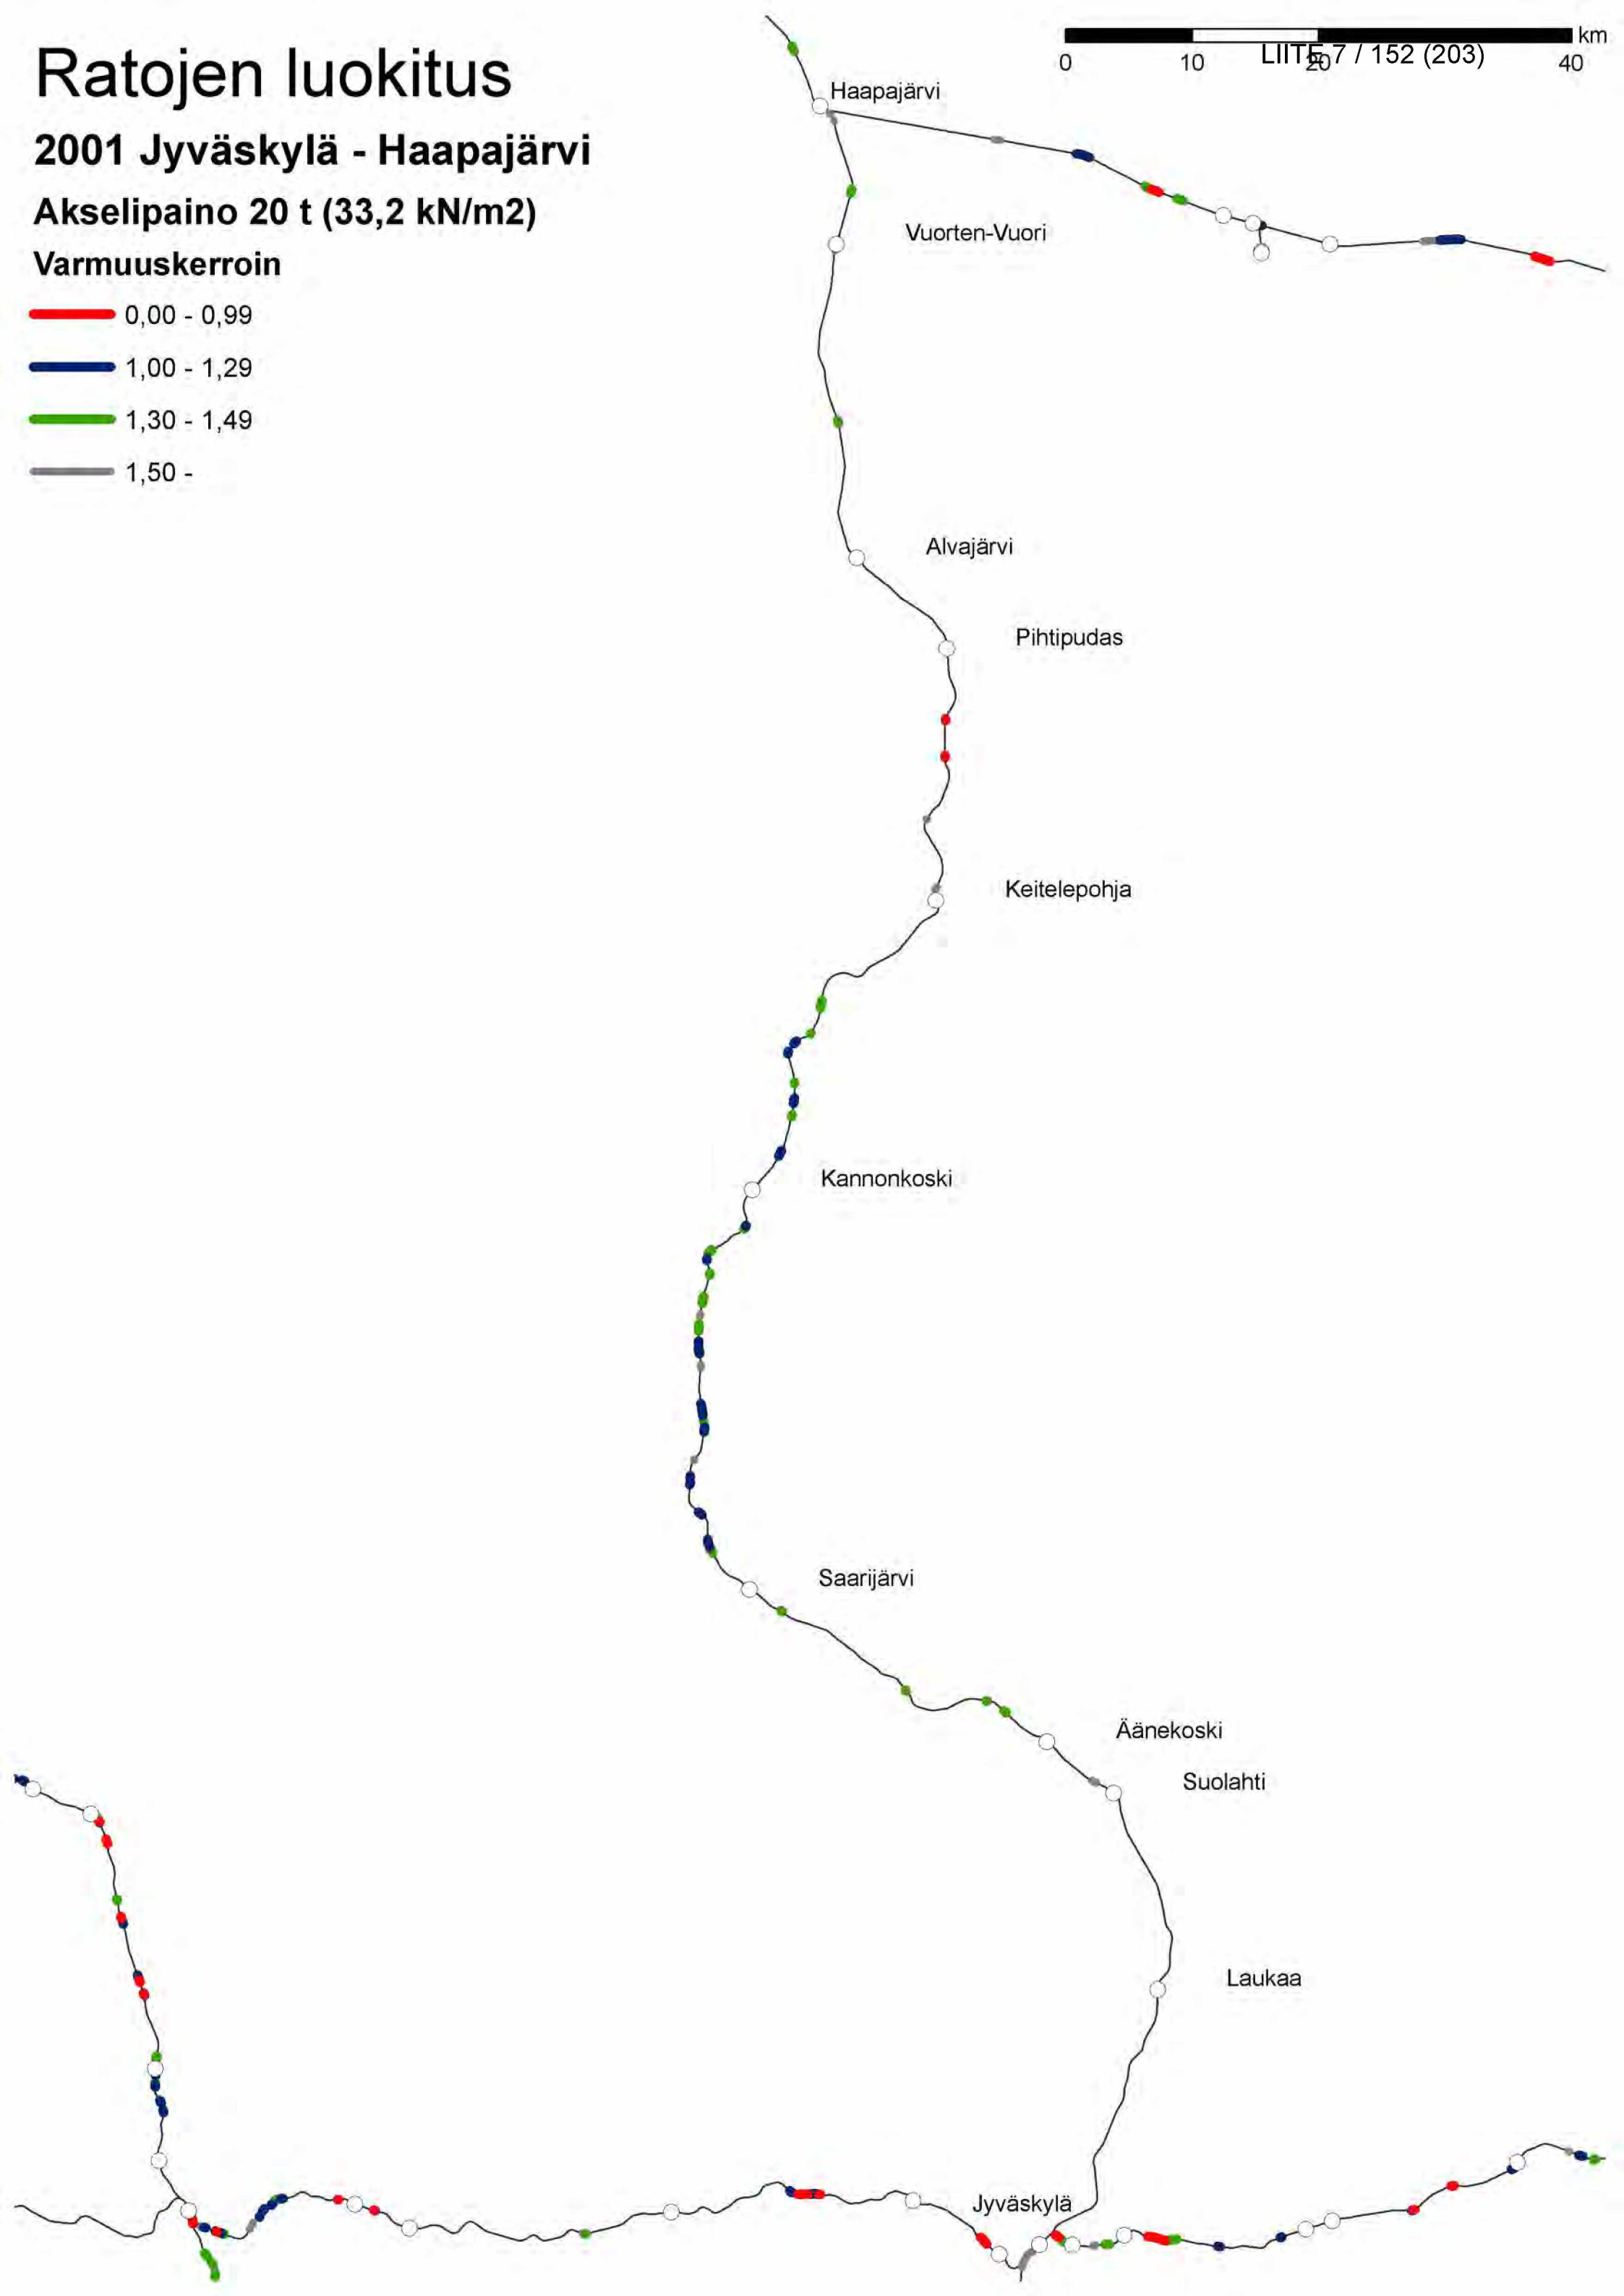 Ratojen luokitus
2001 Jyväskylä - Haapajärvi
Akselipaino 20 t (33,2 kN/m2)
Varmuuskerroin
0,00 - 0,99
1,00 - 1,29
1,30 - 1,49
1,50 -
km
LIITE 7 / 152 (203)
0 10 20 40
Haapajärvi
Vuorten-Vuori
Alvajärvi
Pihtipudas
Keitelepohja
Kannonkoski
Saarijärvi
Äänekoski
Suolahti
Laukaa
Jyväskylä